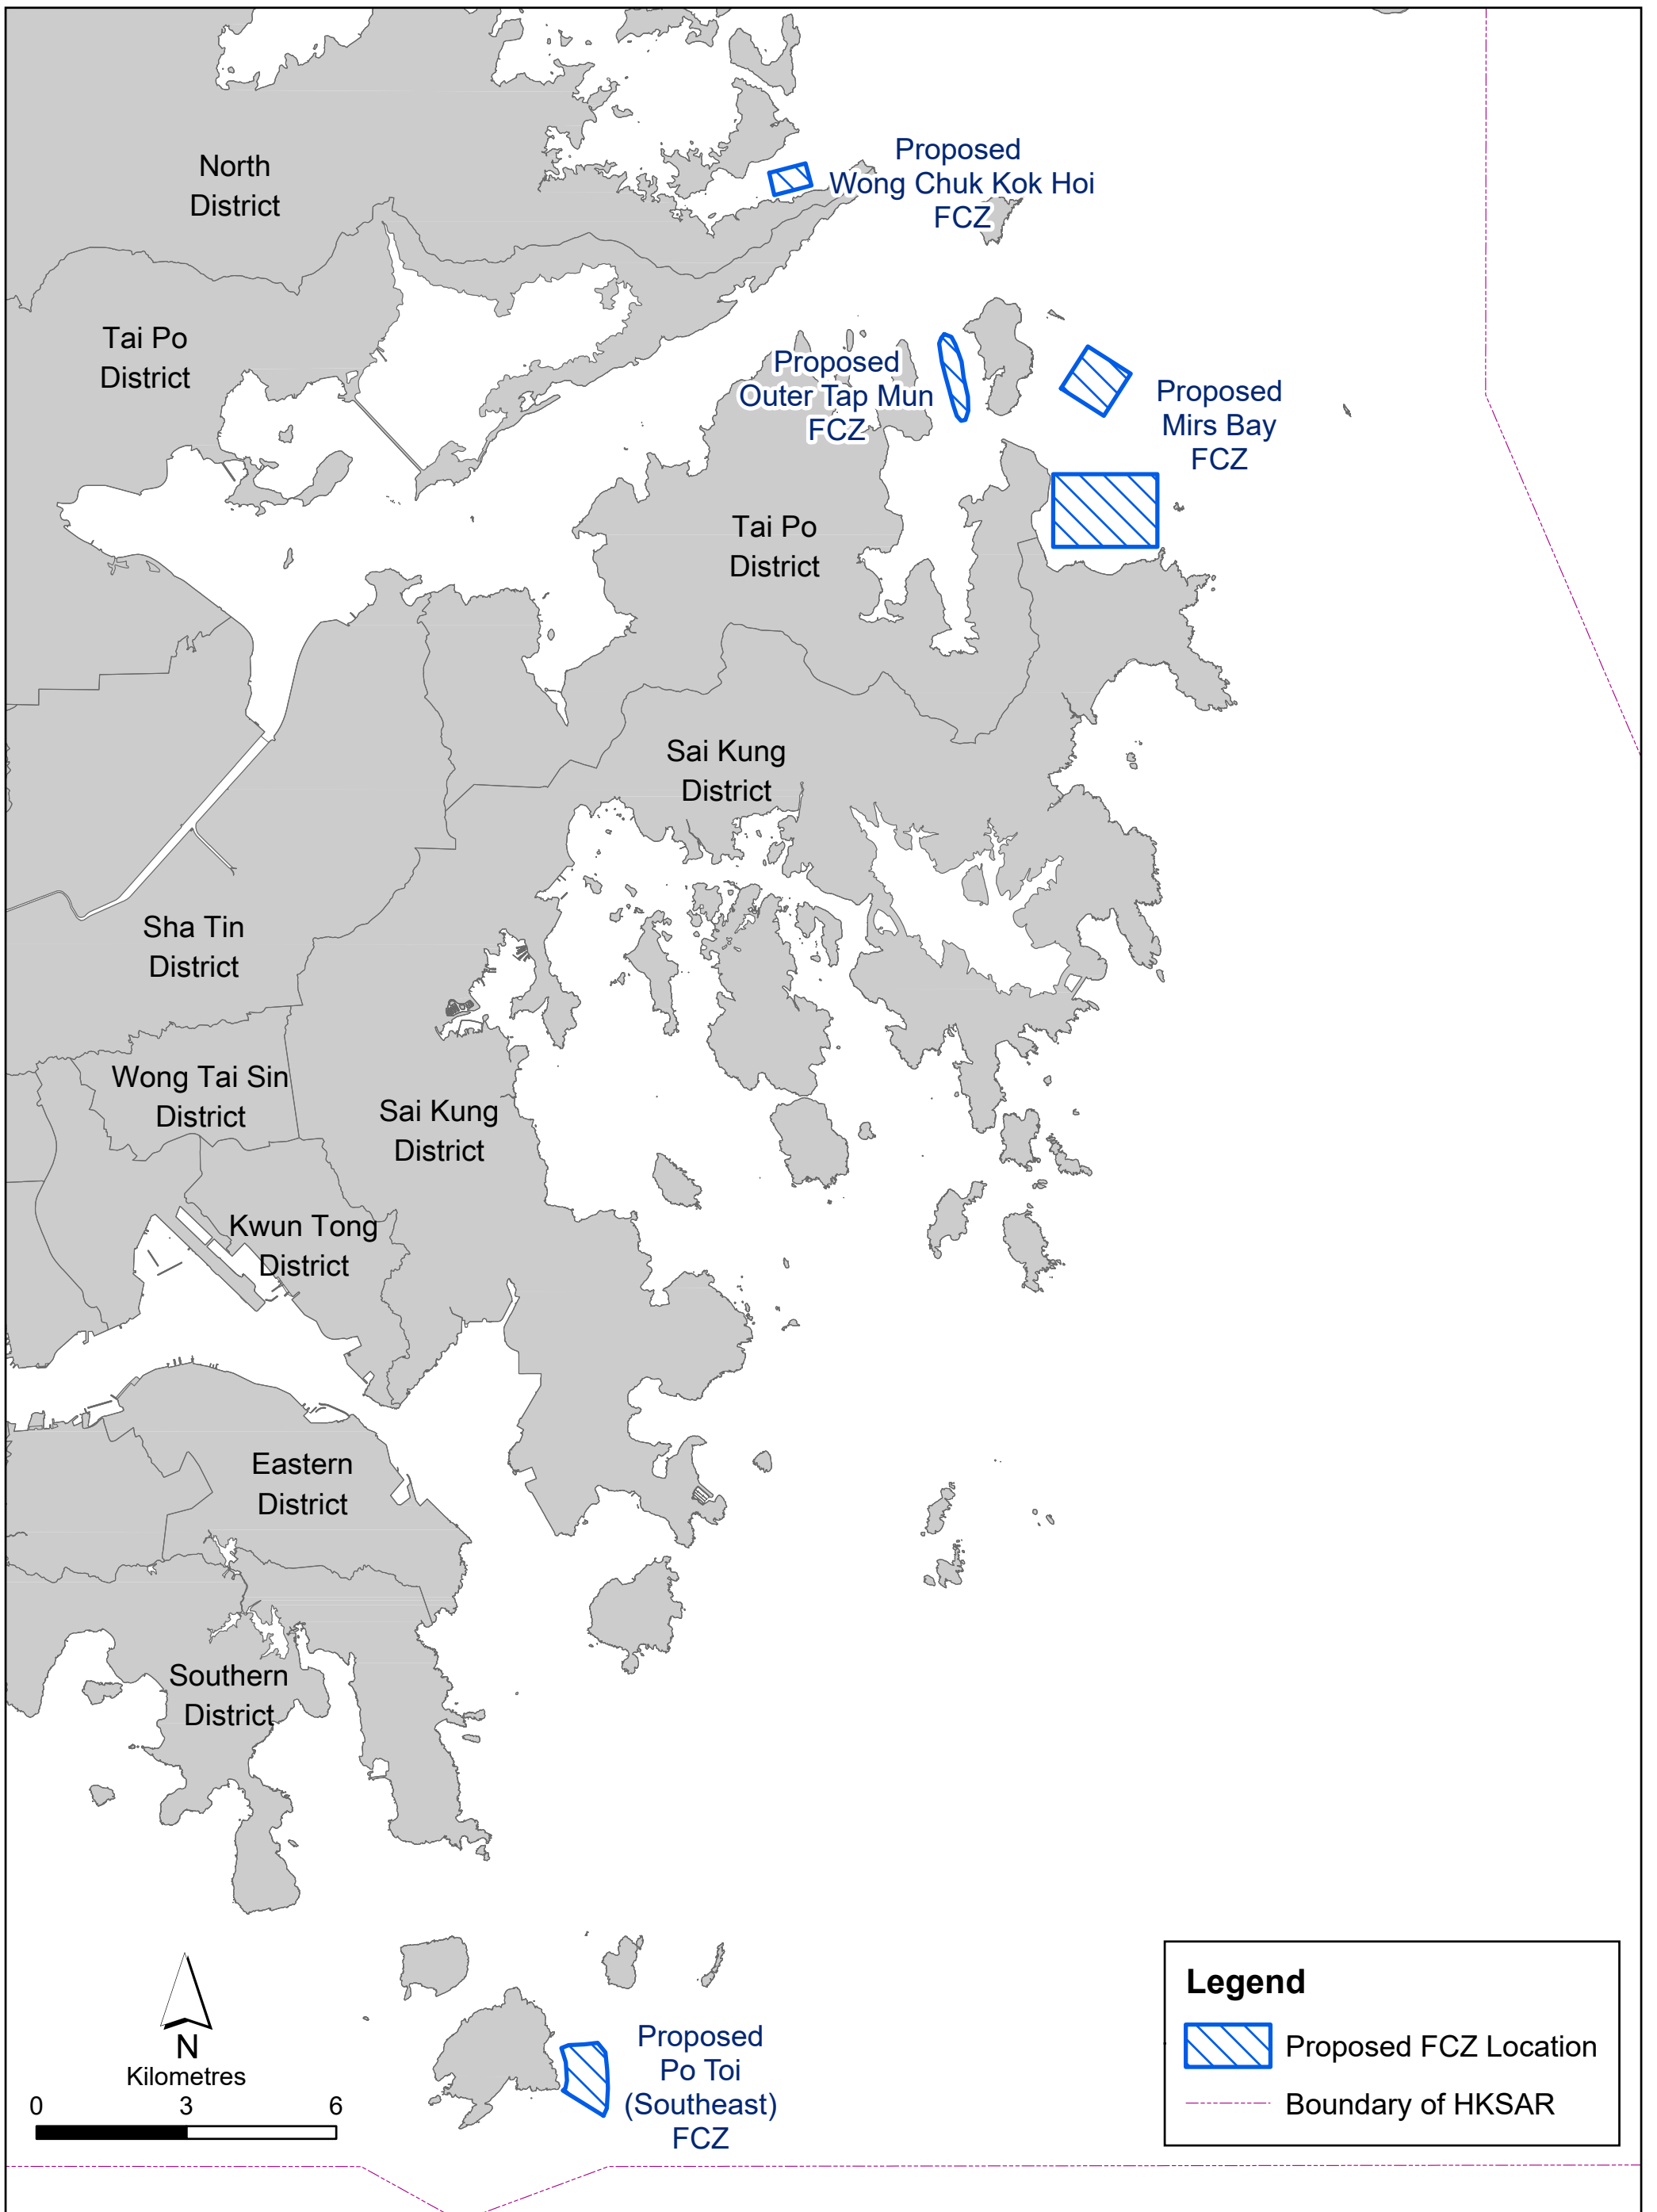 North
District
Proposed
Wong Chuk Kok Hoi
FCZ
Tai Po
District
Proposed
Outer Tap Mun
FCZ
Proposed
Mirs Bay
FCZ
Tai Po
District
Sai Kung
District
Sha Tin
District
Wong Tai Sin
District
Sai Kung
District
Kwun Tong
District
Eastern
District
Southern
District
Proposed
Po Toi
(Southeast)
FCZ
N
Kilometres
0 3 6
Legend
Proposed FCZ Location
Boundary of HKSAR